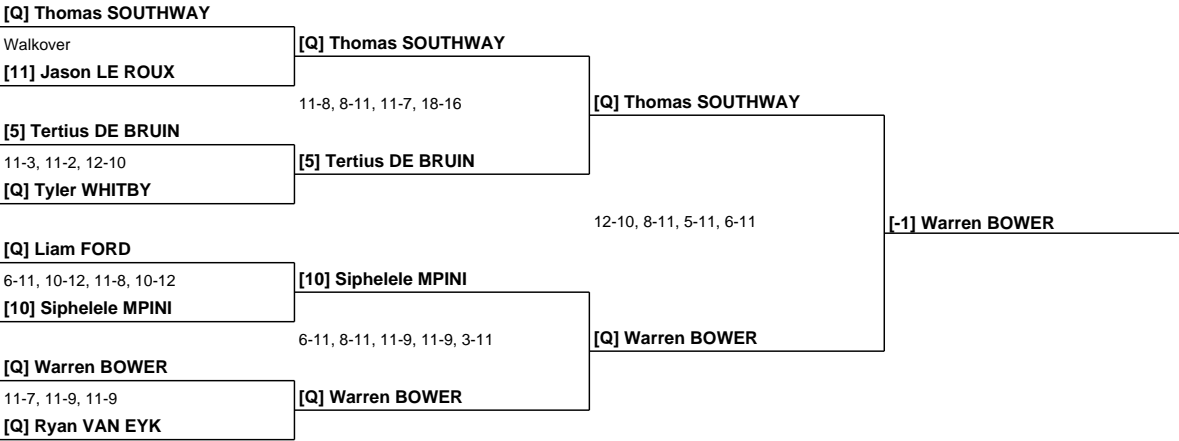 [Q] Thomas SOUTHWAY
Walkover
[11] Jason LE ROUX
[5] Tertius DE BRUIN
11-3, 11-2, 12-10
[Q] Tyler WHITBY
[Q] Liam FORD
6-11, 10-12, 11-8, 10-12
[10] Siphelele MPINI
[Q] Warren BOWER
11-7, 11-9, 11-9
[Q] Ryan VAN EYK
[Q] Thomas SOUTHWAY
11-8, 8-11, 11-7, 18-16
[5] Tertius DE BRUIN
[10] Siphelele MPINI
6-11, 8-11, 11-9, 11-9, 3-11
[Q] Warren BOWER
[Q] Thomas SOUTHWAY
12-10, 8-11, 5-11, 6-11
[Q] Warren BOWER
[-1] Warren BOWER